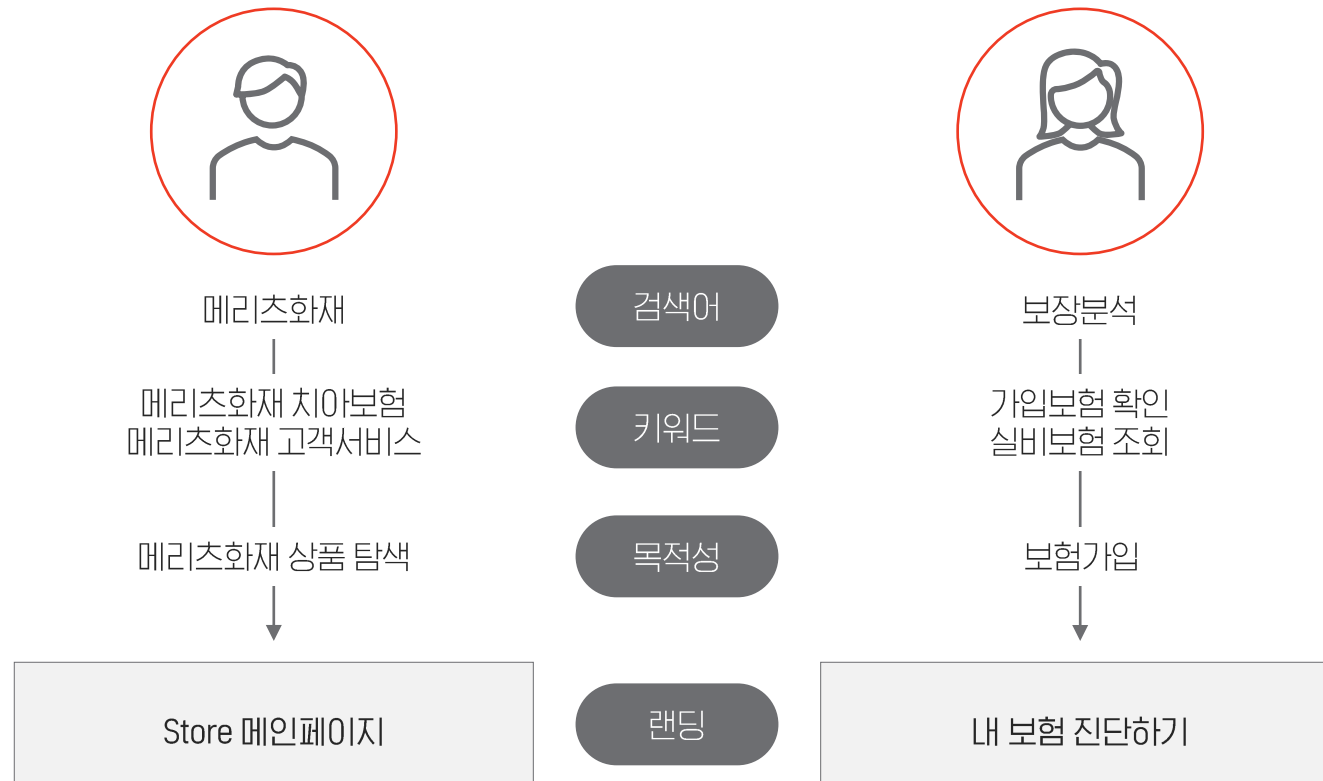 메리츠화재
검색어
보장분석
메리츠화재 치아보험
메리츠화재 고객서비스
키워드
가입보험 확인
실비보험 조회
메리츠화재 상품 탐색
목적성
보험가입
Store 메인페이지
랜딩
내 보험 진단하기